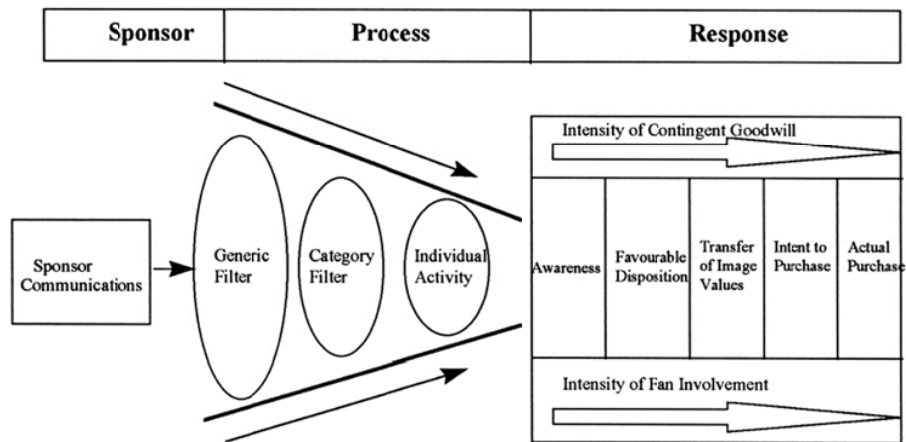 Sponsor
Process
Response
Sponsor
Communications
Generic
Filter
Category
Filter
Individual
Activity
Intensity of Contingent Goodwill
Awareness
Favourable
Disposition
Transfer
of Image
Values
Intent to
Purchase
Actual
Purchase
Intensity of Fan Involvement